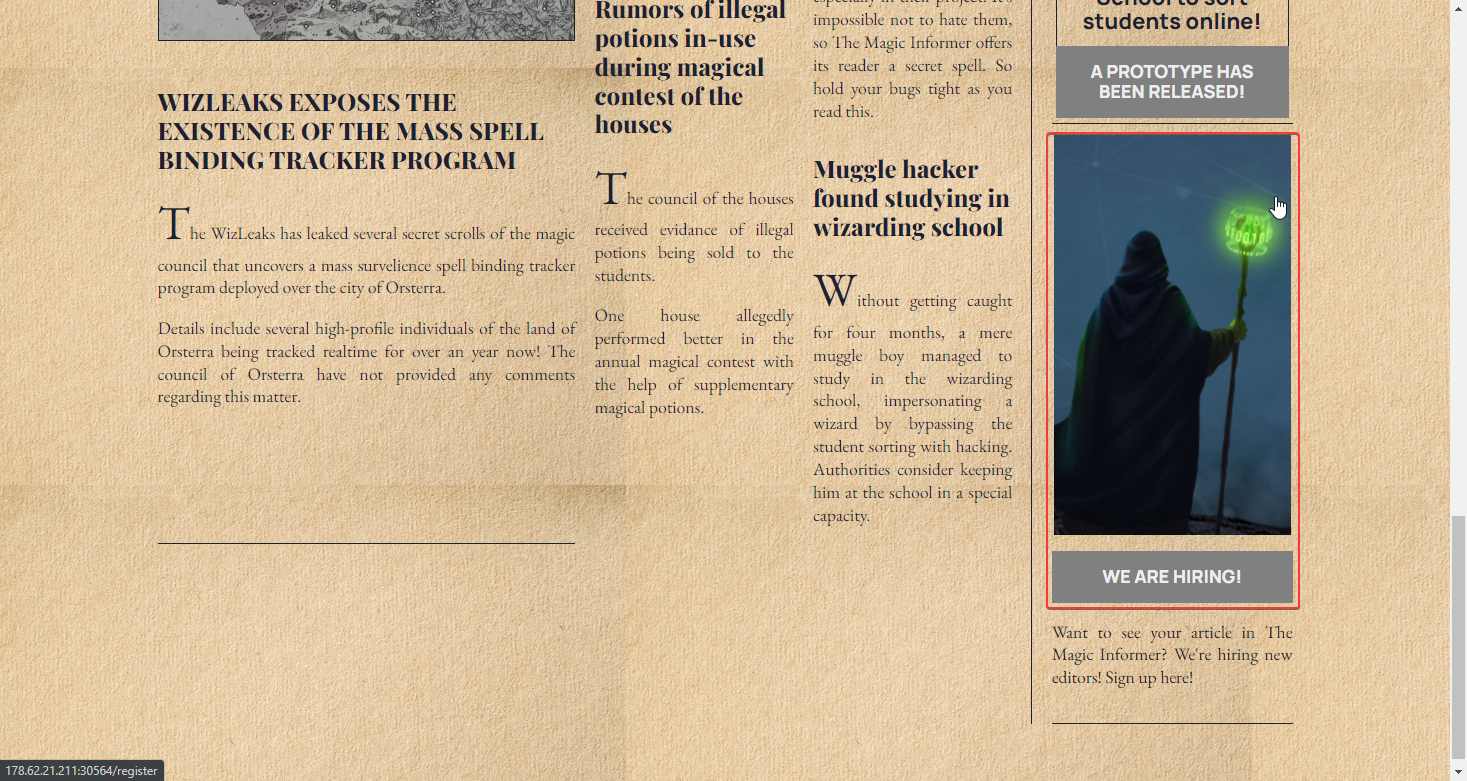 WIZLEAKS EXPOSES THE
EXISTENCE OF THE MASS SPELL
BINDING TRACKER PROGRAM
The WizLeaks has leaked several secret scrolls of the magic
council that uncovers a mass survelience spell binding tracker
program deployed over the city of Orsterra.
Details include several high-profile individuals of the land of
Orsterra being tracked realtime for over an year now! The
council of Orsterra have not provided any comments
regarding this matter.
Rumors of illegal
potions in-use
during magical
contest of the
houses
The council of the houses
received evidance of illegal
potions being sold to the
students.
One house allegedly
performed better in the
annual magical contest with
the help of supplementary
magical potions.
especially in their project. It's
impossible not to hate them,
so The Magic Informer offers
its reader a secret spell. So
hold your bugs tight as you
read this.
Muggle hacker
found studying in
wizarding school
Without getting caught
for four months, a mere
muggle boy managed to
study in the wizarding
school, impersonating a
wizard by bypassing the
student sorting with hacking.
Authorities consider keeping
him at the school in a special
capacity.
School to sort
students online!
A PROTOTYPE HAS
BEEN RELEASED!
WE ARE HIRING!
Want to see your article in The
Magic Informer? We're hiring new
editors! Sign up here!
178.62.21.211:30564/register